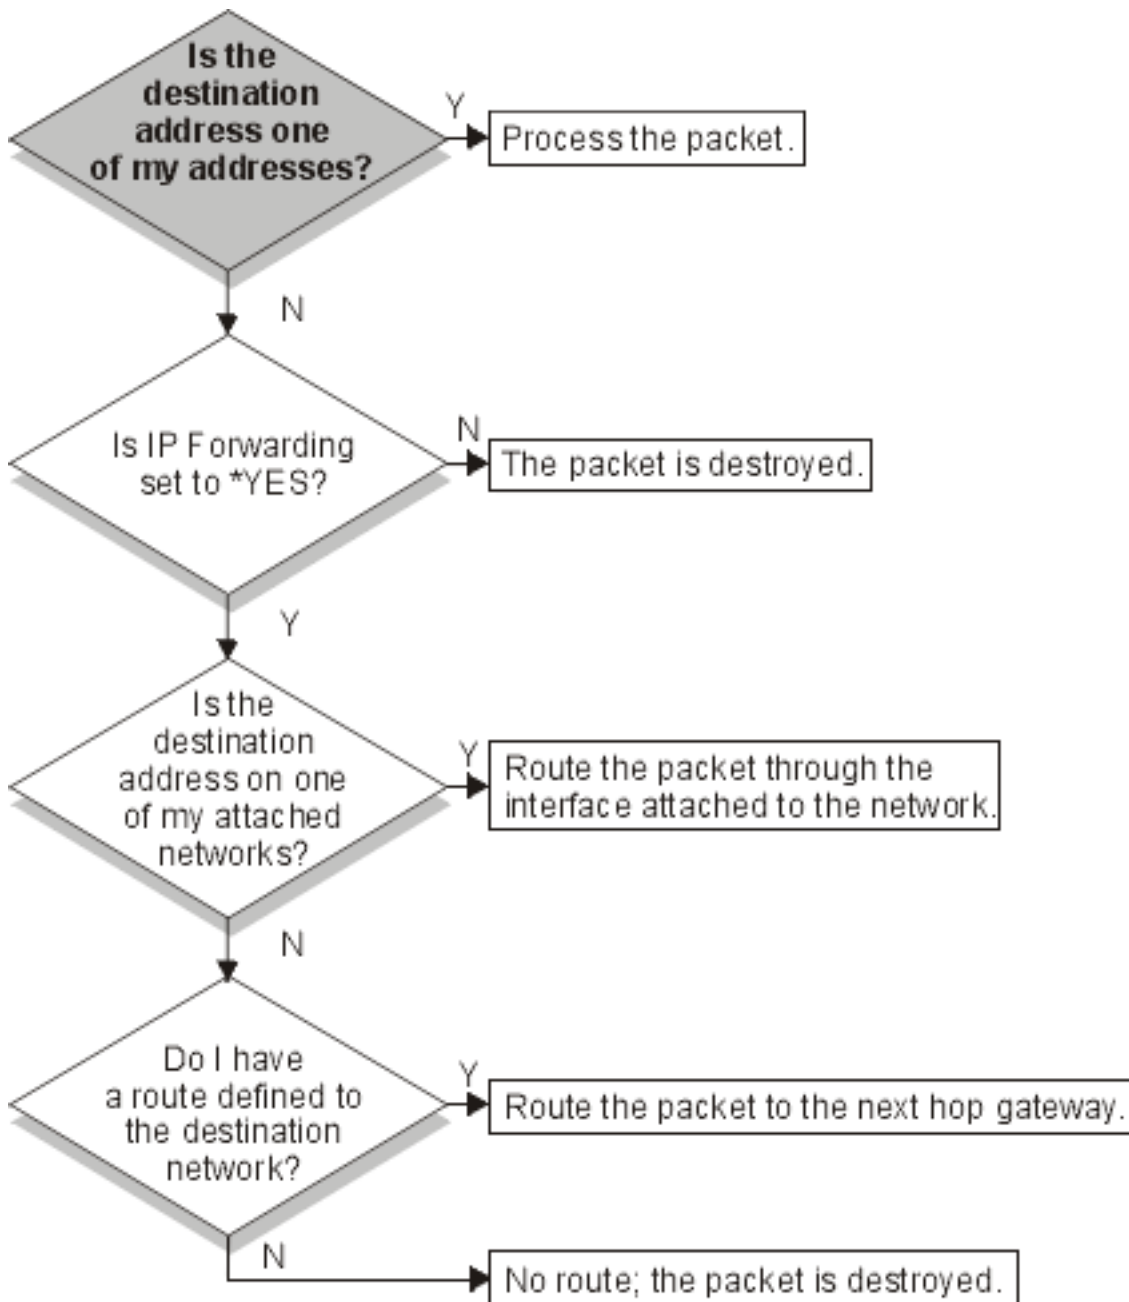 Is the
destination
address one
of my addresses?
Y
Process the packet.
N
Is IP Forwarding
set to *YES?
N
The packet is destroyed.
Y
Is the
destination
address on one
of my attached
networks?
Y
Route the packet through the
interface attached to the network.
N
Do I have
a route defined to
the destination
network?
Y
Route the packet to the next hop gateway.
N
No route; the packet is destroyed.